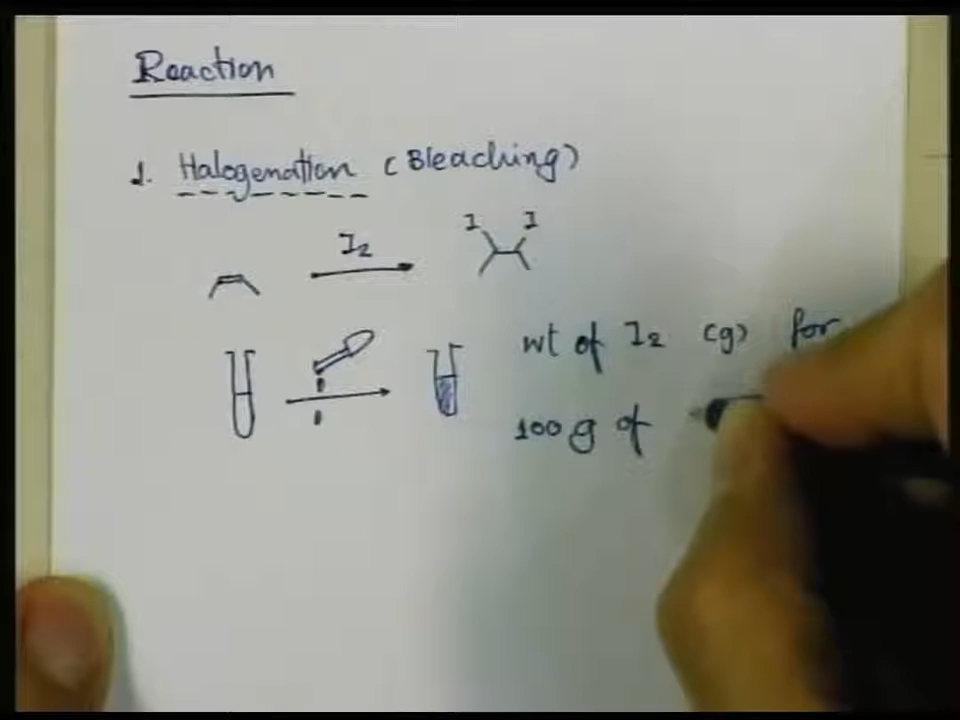 Reaction
1. Halogenation (Bleaching)
I₂
I I
wt of I₂ (g) for
100 g of